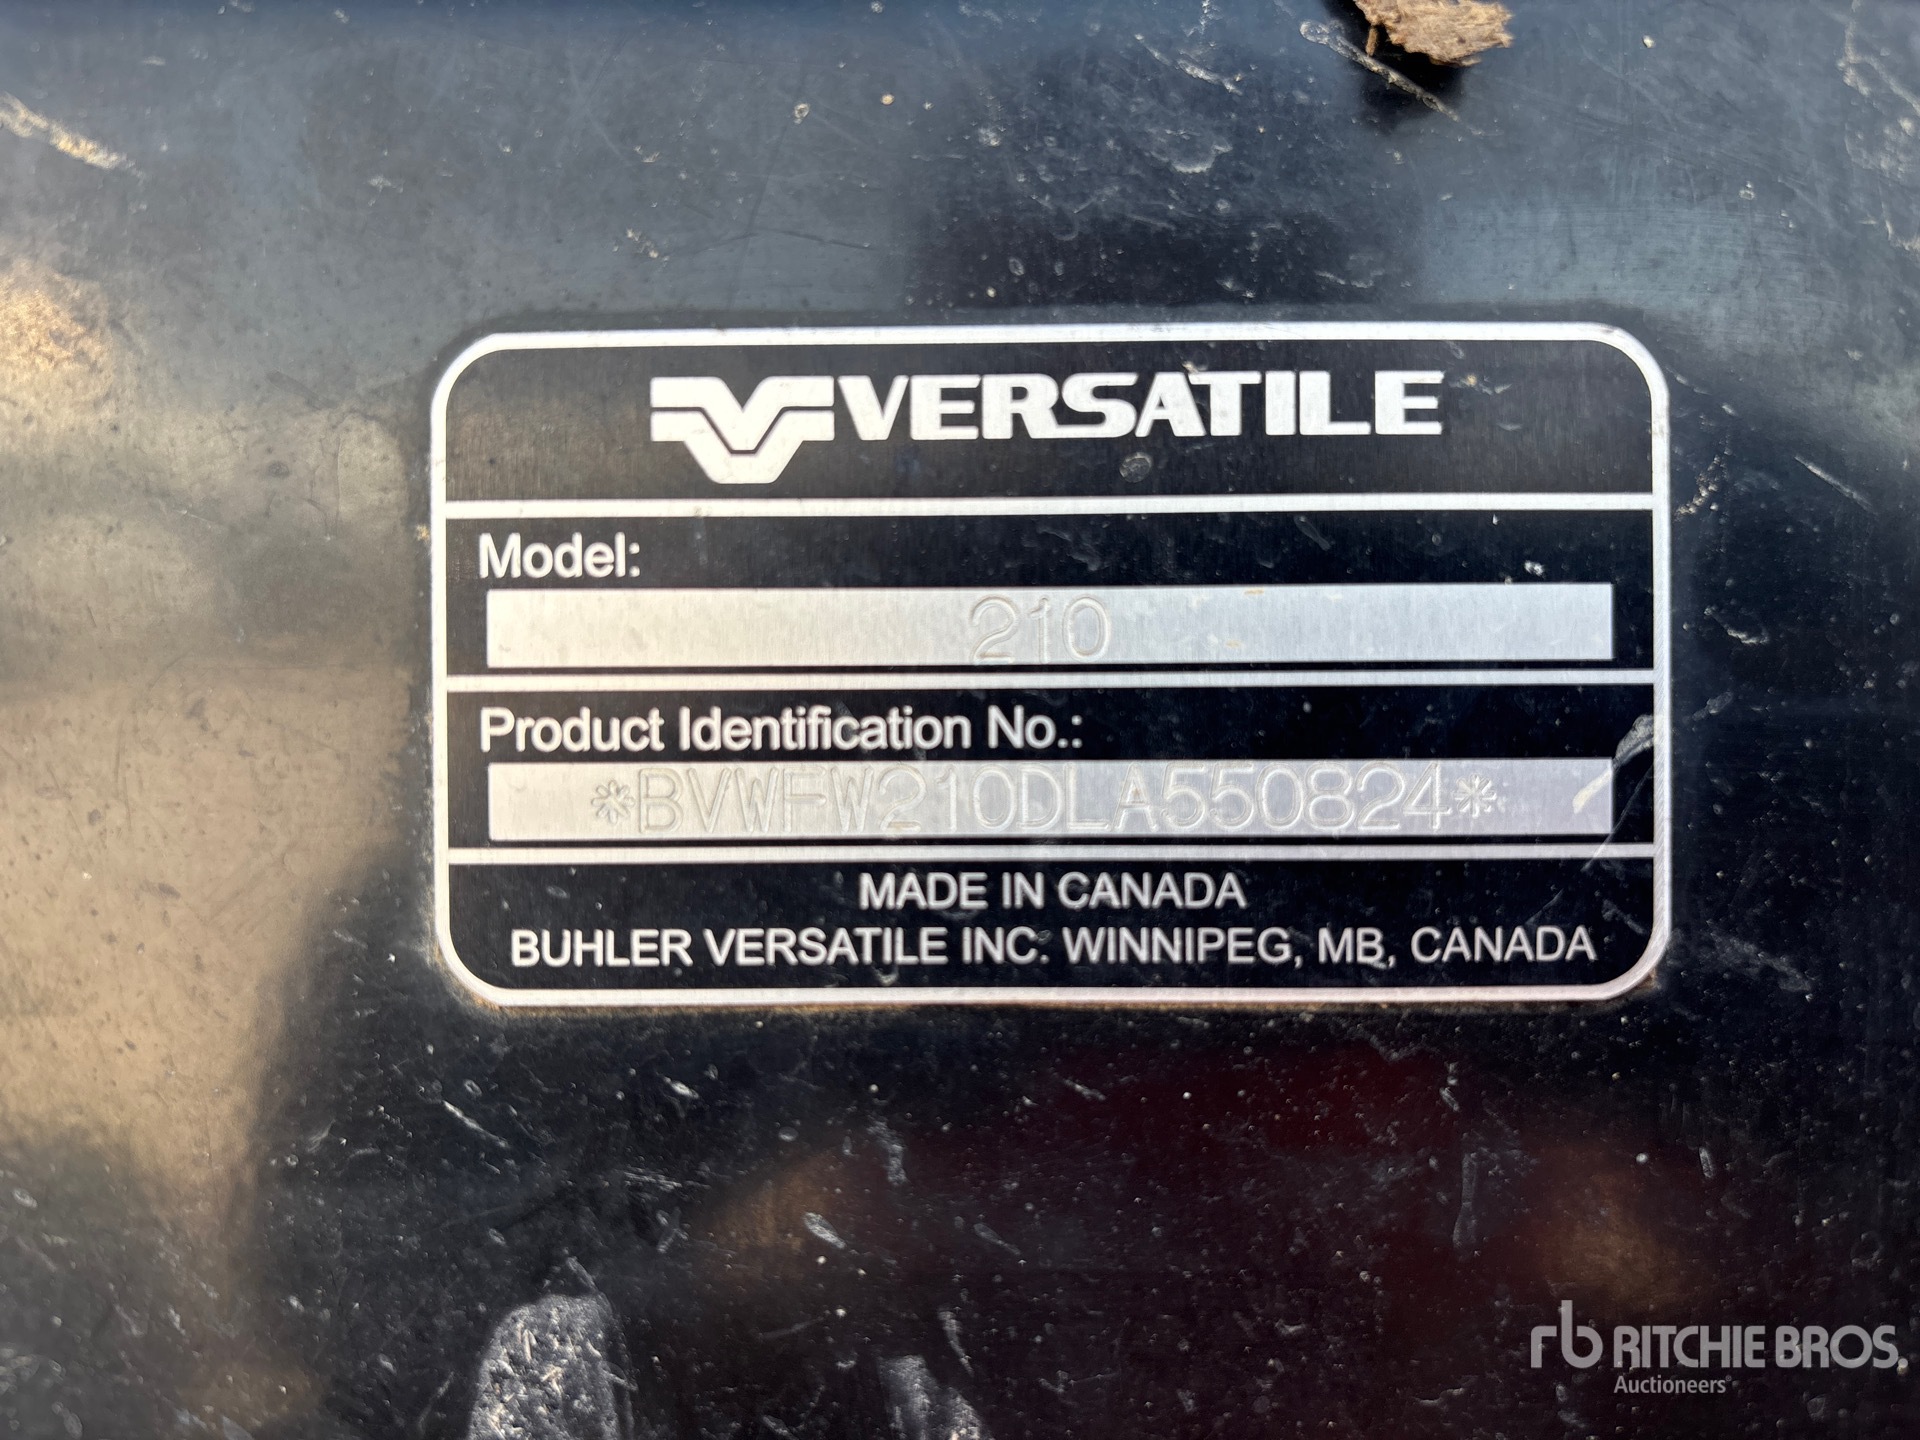 VERSATILE
Model:
210
Product Identification No.:
*BVWFW210DLA550824*
MADE IN CANADA
BUHLER VERSATILE INC. WINNIPEG, MB, CANADA
rb RITCHIE BROS.
Auctioneers